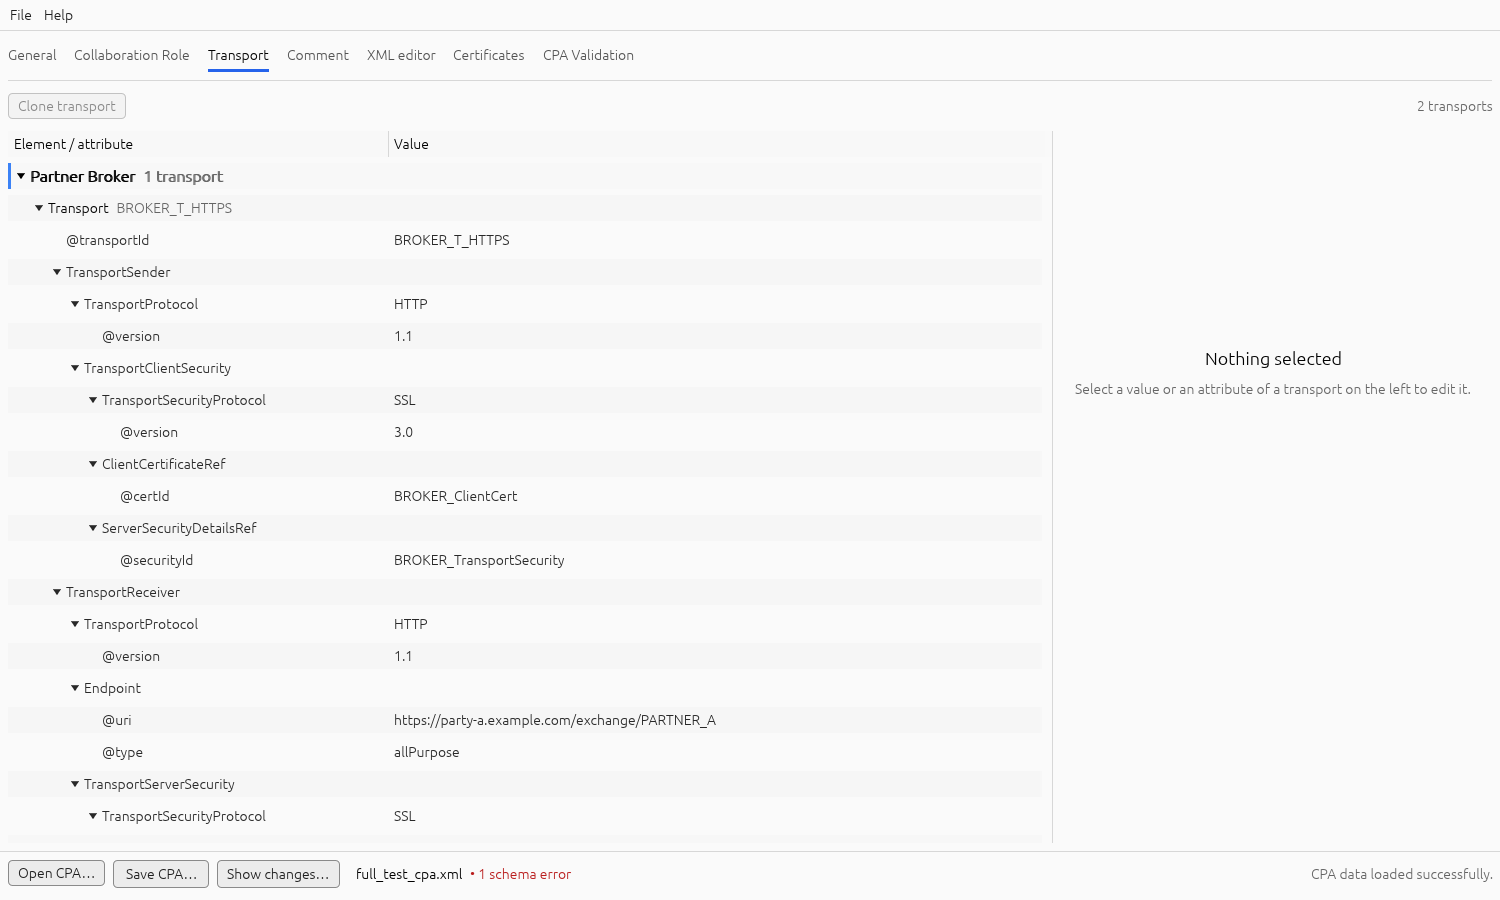 File Help
General Collaboration Role Transport Comment XML editor Certificates CPA Validation
Clone transport 2 transports
Element / attribute Value
Partner Broker 1 transport
Transport BROKER_T_HTTPS
@transportId BROKER_T_HTTPS
TransportSender
TransportProtocol HTTP
@version 1.1
TransportClientSecurity
TransportSecurityProtocol SSL
@version 3.0
ClientCertificateRef
@certId BROKER_ClientCert
ServerSecurityDetailsRef
@securityId BROKER_TransportSecurity
TransportReceiver
TransportProtocol HTTP
@version 1.1
Endpoint
@uri https://party-a.example.com/exchange/PARTNER_A
@type allPurpose
TransportServerSecurity
TransportSecurityProtocol SSL
Nothing selected
Select a value or an attribute of a transport on the left to edit it.
Open CPA... Save CPA... Show changes... full_test_cpa.xml • 1 schema error CPA data loaded successfully.